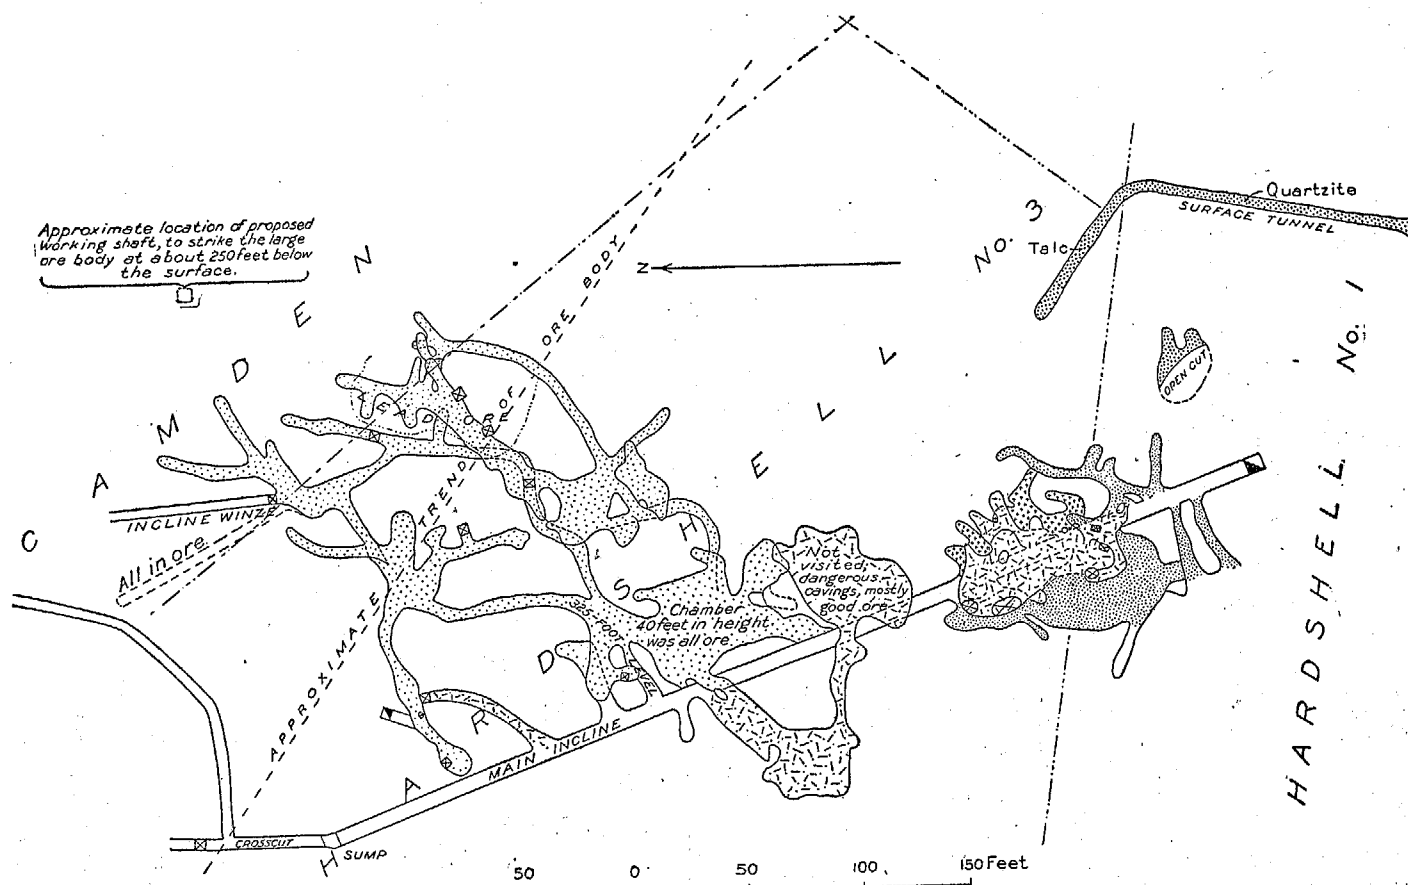 Approximate location of proposed
working shaft, to strike the large
ore body at about 250 feet below
the surface.
CAMDEN
No. 3
Talc
Quartzite
SURFACE TUNNEL
N
OPEN CUT
HARDSHELL No. 1
HARDSHELL
APPROXIMATE TREND OF ORE BODY
LEAD ORE
INCLINE WINZE
All in ore
325-FOOT LEVEL
Chamber
40 feet in height
was all ore
Not
visited,
dangerous
cavings, mostly
good ore
MAIN INCLINE
CROSSCUT
SUMP
50 0 50 100 150 Feet